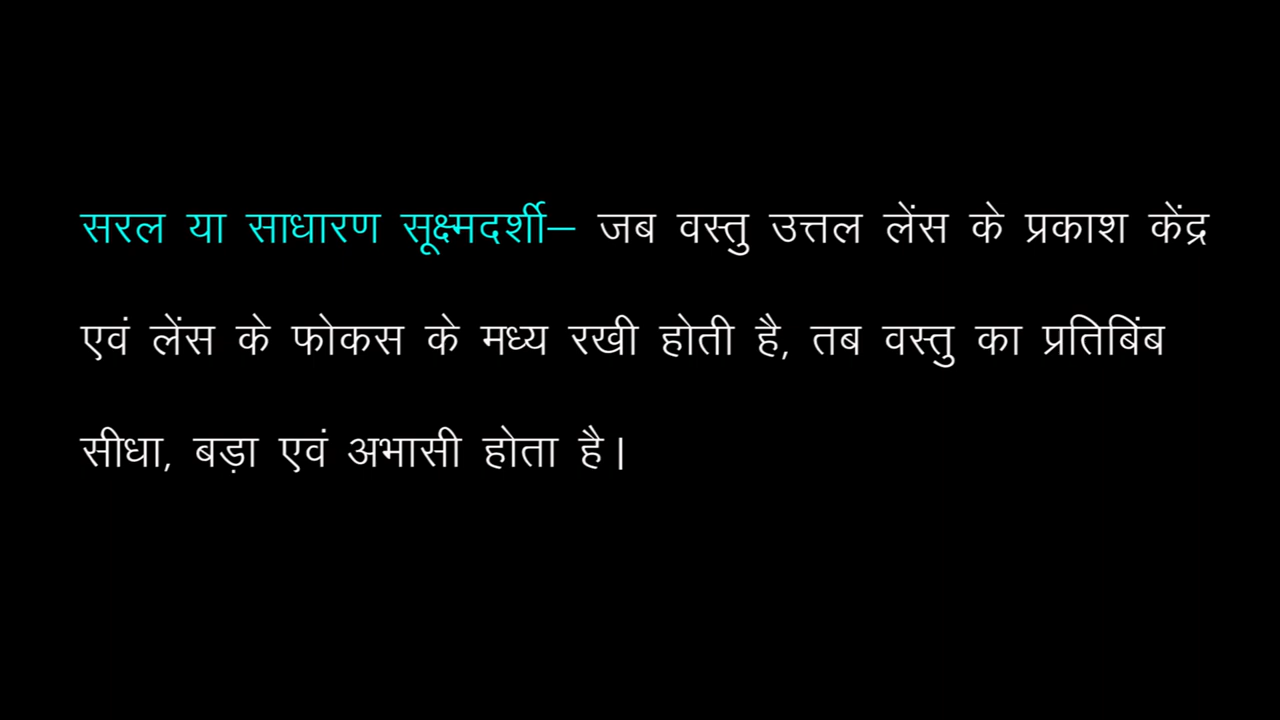 सरल या साधारण सूक्ष्मदर्शी– जब वस्तु उत्तल लेंस के प्रकाश केंद्र
एवं लेंस के फोकस के मध्य रखी होती है, तब वस्तु का प्रतिबिंब
सीधा, बड़ा एवं अभासी होता है।